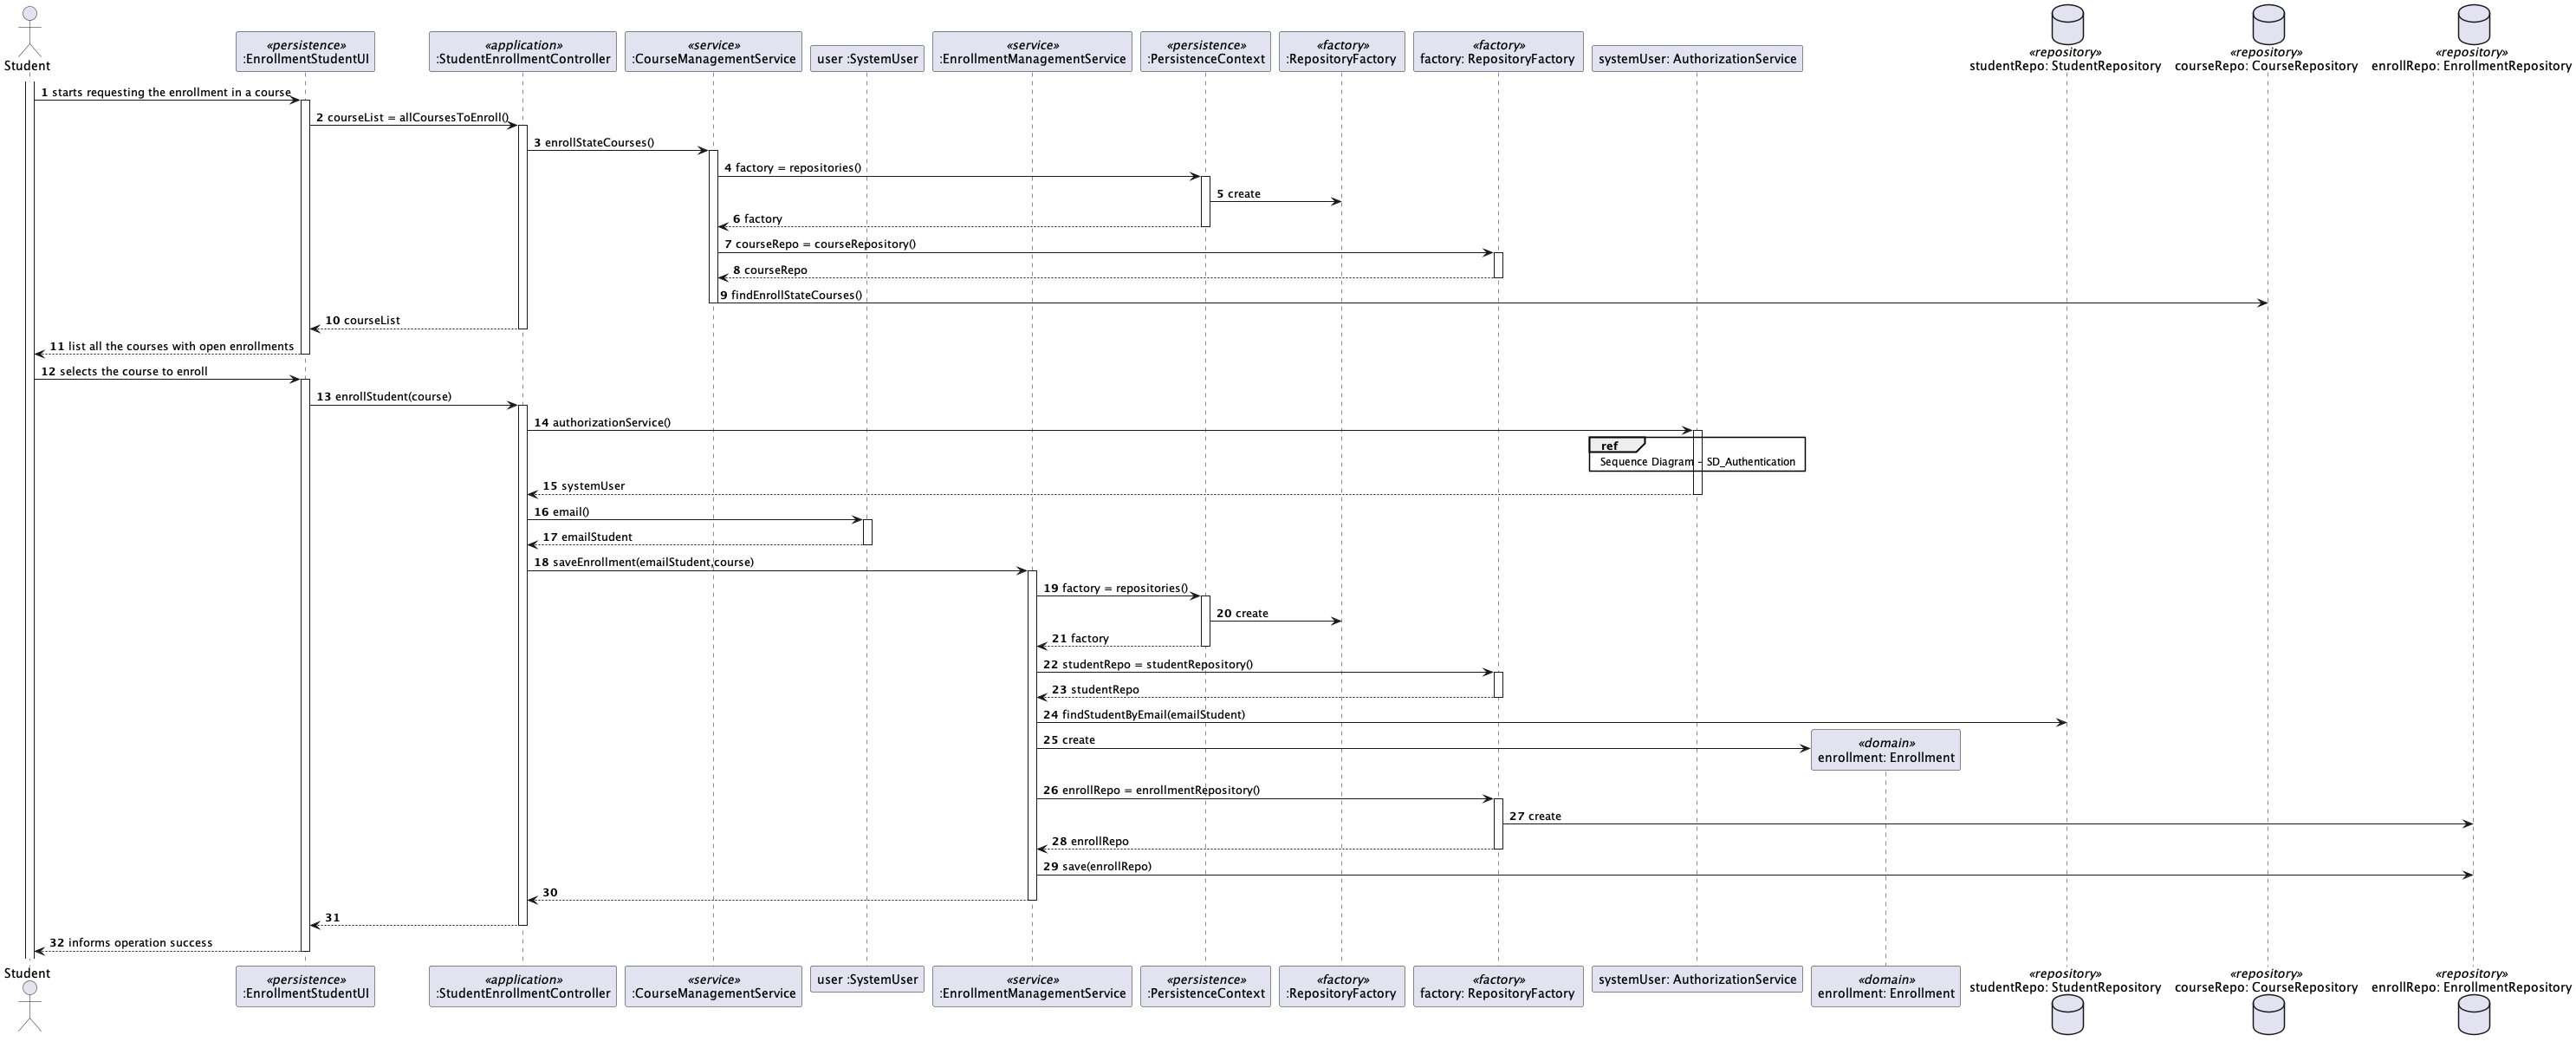 Student
«persistence»
:EnrollmentStudentUI
«application»
:StudentEnrollmentController
«service»
:CourseManagementService
user :SystemUser
«service»
:EnrollmentManagementService
«persistence»
:PersistenceContext
«factory»
:RepositoryFactory
«factory»
factory: RepositoryFactory
systemUser: AuthorizationService
«repository»
studentRepo: StudentRepository
«repository»
courseRepo: CourseRepository
«repository»
enrollRepo: EnrollmentRepository
1 starts requesting the enrollment in a course
2 courseList = allCoursesToEnroll()
3 enrollStateCourses()
4 factory = repositories()
5 create
6 factory
7 courseRepo = courseRepository()
8 courseRepo
9 findEnrollStateCourses()
10 courseList
11 list all the courses with open enrollments
12 selects the course to enroll
13 enrollStudent(course)
14 authorizationService()
ref
Sequence Diagram - SD_Authentication
15 systemUser
16 email()
17 emailStudent
18 saveEnrollment(emailStudent,course)
19 factory = repositories()
20 create
21 factory
22 studentRepo = studentRepository()
23 studentRepo
24 findStudentByEmail(emailStudent)
25 create
«domain»
enrollment: Enrollment
26 enrollRepo = enrollmentRepository()
27 create
28 enrollRepo
29 save(enrollRepo)
30
31
32 informs operation success
Student
«persistence»
:EnrollmentStudentUI
«application»
:StudentEnrollmentController
«service»
:CourseManagementService
user :SystemUser
«service»
:EnrollmentManagementService
«persistence»
:PersistenceContext
«factory»
:RepositoryFactory
«factory»
factory: RepositoryFactory
systemUser: AuthorizationService
«domain»
enrollment: Enrollment
«repository»
studentRepo: StudentRepository
«repository»
courseRepo: CourseRepository
«repository»
enrollRepo: EnrollmentRepository